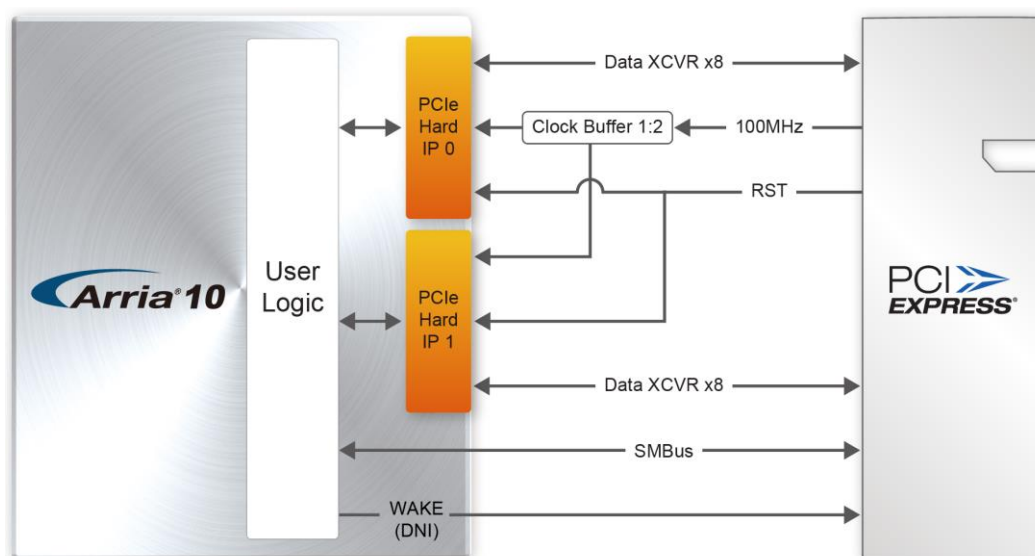 Data XCVR x8
PCIe
Hard
IP 0
Clock Buffer 1:2
100MHz
RST
Arria® 10
User
Logic
PCIe
Hard
IP 1
PCI
EXPRESS®
Data XCVR x8
SMBus
WAKE
(DNI)